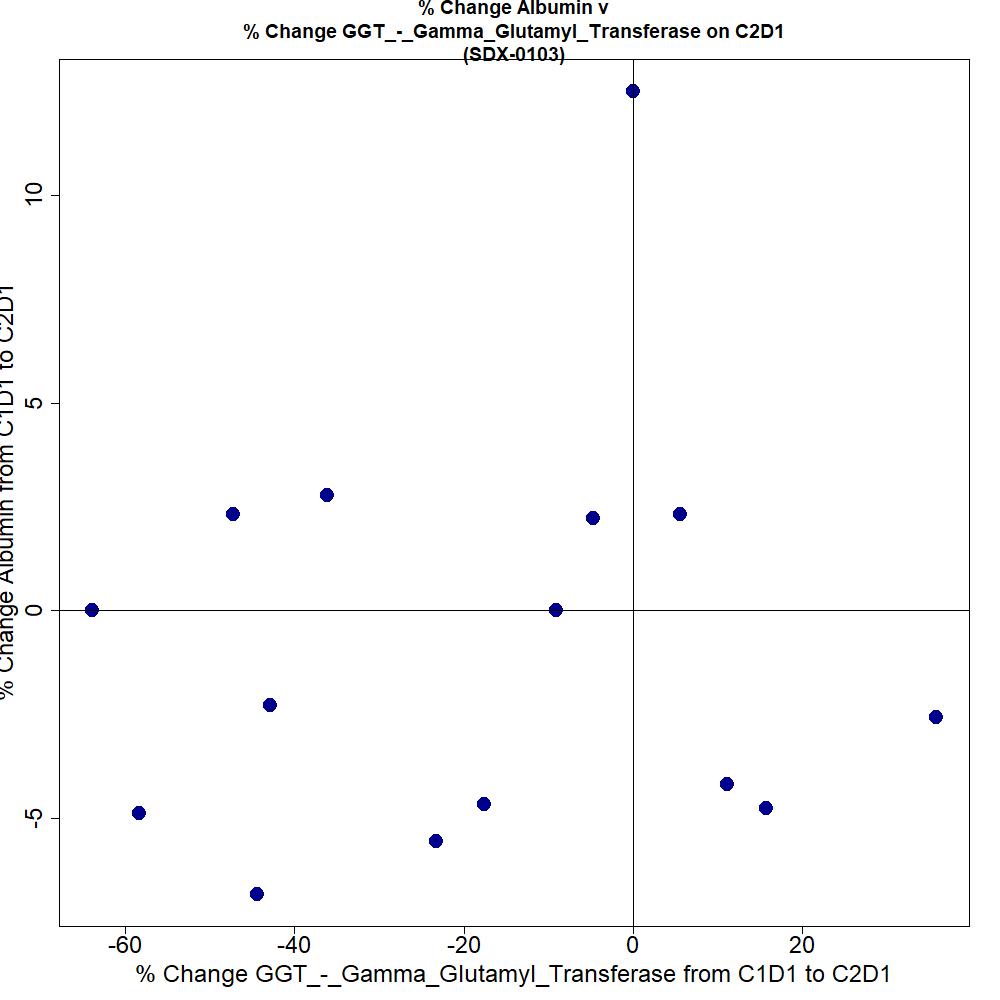 % Change Albumin v
% Change GGT_-_Gamma_Glutamyl_Transferase on C2D1
(SDX-0103)
% Change Albumin from C1D1 to C2D1
10
5
0
-5
-60 -40 -20 0 20
% Change GGT_-_Gamma_Glutamyl_Transferase from C1D1 to C2D1